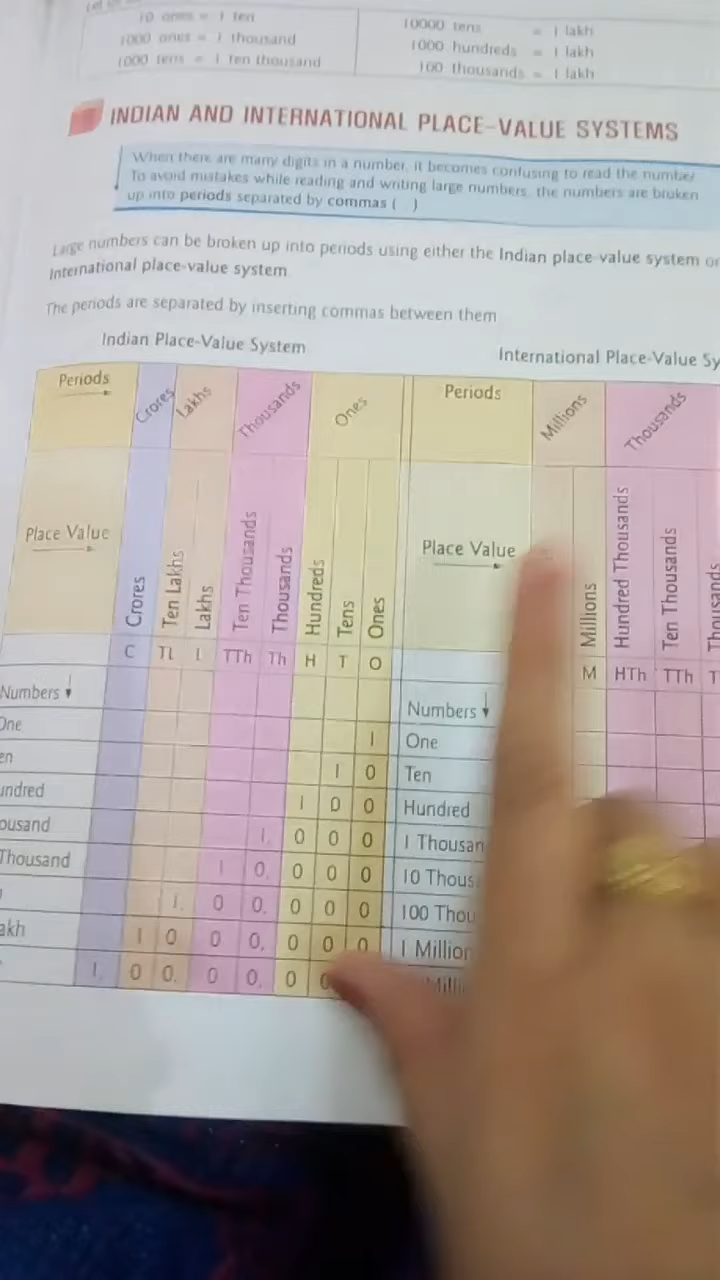 10 ones = 1 ten
1000 ones = 1 thousand
1000 tens = 1 ten thousand
10000 tens = 1 lakh
1000 hundreds = 1 lakh
100 thousands = 1 lakh
INDIAN AND INTERNATIONAL PLACE-VALUE SYSTEMS
When there are many digits in a number, it becomes confusing to read the number.
To avoid mistakes while reading and writing large numbers, the numbers are broken
up into periods separated by commas ( )
Large numbers can be broken up into periods using either the Indian place-value system or
International place-value system
The periods are separated by inserting commas between them
Indian Place-Value System
Periods Crores Lakhs Thousands Ones
Place Value Crores Ten Lakhs Lakhs Ten Thousands Thousands Hundreds Tens Ones
C TL L TTh Th H T O
Numbers
One 1
en 1 0
undred 1 0 0
ousand 1, 0 0 0
Thousand 1 0, 0 0 0
1, 0 0, 0 0 0
akh 1 0 0 0, 0 0 0
1, 0 0, 0 0, 0 0
International Place-Value Sy
Periods Millions Thousands
Place Value Millions Hundred Thousands Ten Thousands Thousands
M HTh TTh T
Numbers
One
Ten
Hundred
1 Thousan
10 Thous
100 Thou
1 Million
Milli